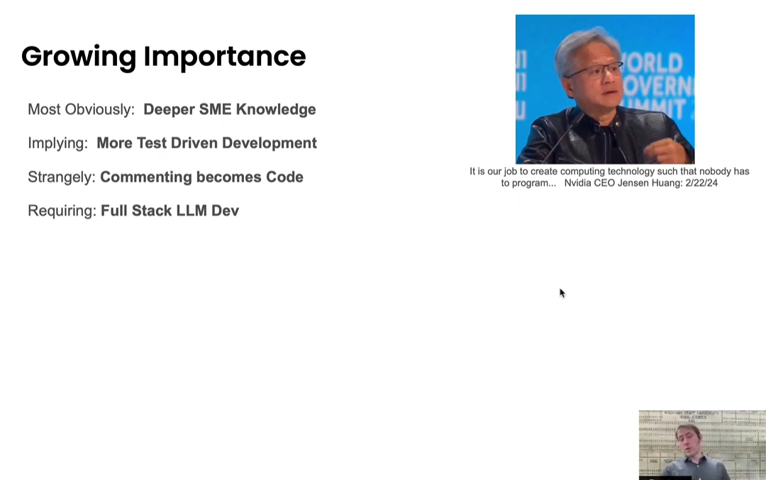 Growing Importance
Most Obviously: Deeper SME Knowledge
Implying: More Test Driven Development
Strangely: Commenting becomes Code
Requiring: Full Stack LLM Dev
ORLD
OVERN
UMMIT
It is our job to create computing technology such that nobody has
to program... Nvidia CEO Jensen Huang: 2/22/24